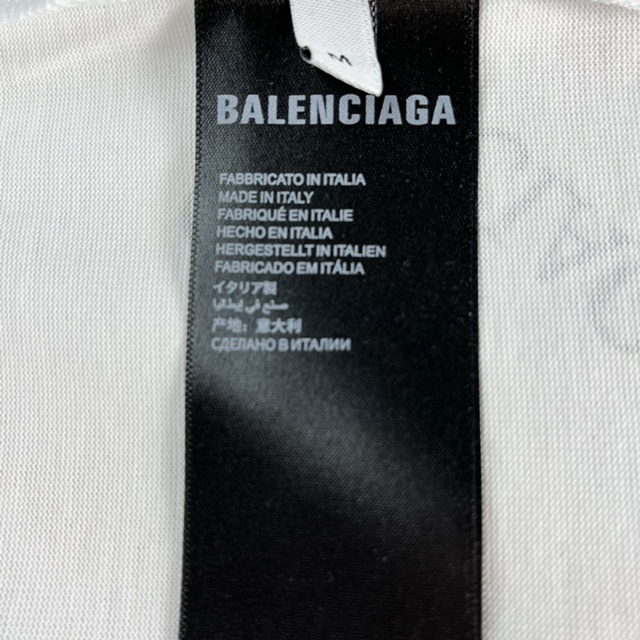 M
BALENCIAGA
FABBRICATO IN ITALIA
MADE IN ITALY
FABRIQUÉ EN ITALIE
HECHO EN ITALIA
HERGESTELLT IN ITALIEN
FABRICADO EM ITÁLIA
イタリア製
صنع في إيطاليا
产地：意大利
СДЕЛАНО В ИТАЛИИ